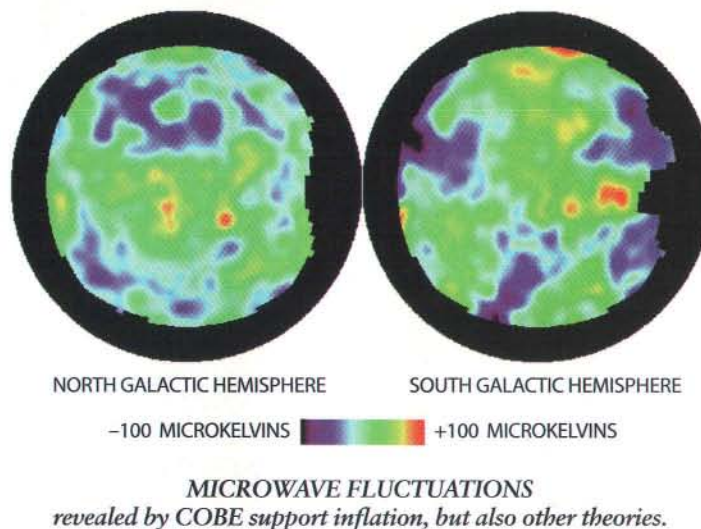 NORTH GALACTIC HEMISPHERE SOUTH GALACTIC HEMISPHERE
–100 MICROKELVINS +100 MICROKELVINS
MICROWAVE FLUCTUATIONS
revealed by COBE support inflation, but also other theories.